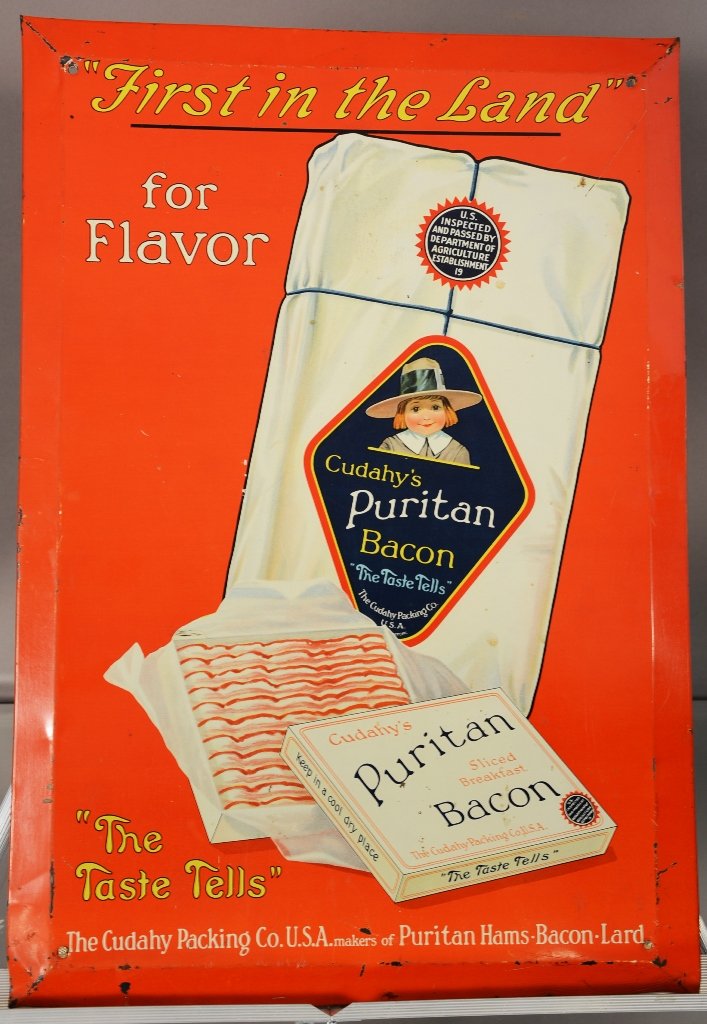 "First in the Land"
for
Flavor
U.S.
INSPECTED
AND PASSED BY
DEPARTMENT OF
AGRICULTURE
ESTABLISHMENT
19
Cudahy's
Puritan
Bacon
"The Taste Tells"
The Cudahy Packing Co.
U.S.A.
Cudahy's
Puritan
Sliced
Breakfast
Bacon
The Cudahy Packing Co. U.S.A.
Keep in a cool dry place
"The Taste Tells"
"The
Taste Tells"
The Cudahy Packing Co. U.S.A. makers of Puritan Hams-Bacon-Lard